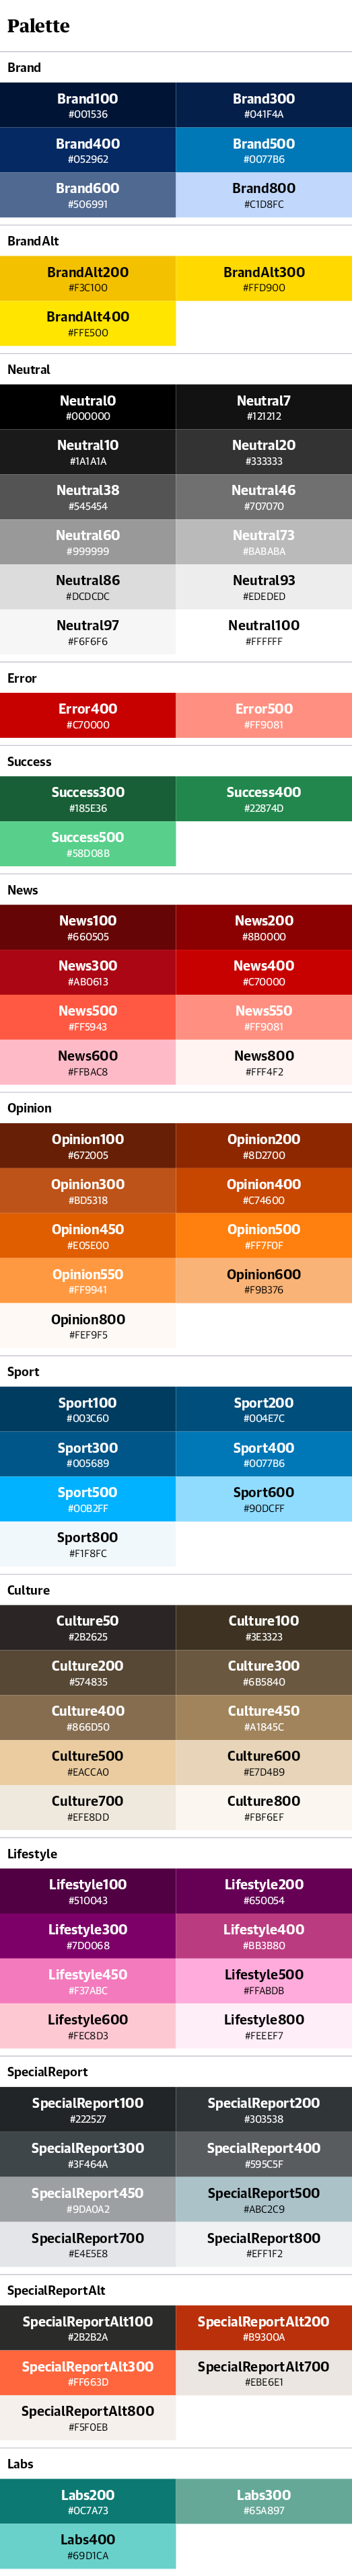 Palette
Brand
Brand100 Brand300
#001536 #041F4A
Brand400 Brand500
#052962 #0077B6
Brand600 Brand800
#506991 #C1D8FC
BrandAlt
BrandAlt200 BrandAlt300
#F3C100 #FFD900
BrandAlt400
#FFE500
Neutral
Neutral0 Neutral7
#000000 #121212
Neutral10 Neutral20
#1A1A1A #333333
Neutral38 Neutral46
#545454 #707070
Neutral60 Neutral73
#999999 #BABABA
Neutral86 Neutral93
#DCDCDC #EDEDED
Neutral97 Neutral100
#F6F6F6 #FFFFFF
Error
Error400 Error500
#C70000 #FF9081
Success
Success300 Success400
#185E36 #22874D
Success500
#58D08B
News
News100 News200
#660505 #8B0000
News300 News400
#AB0613 #C70000
News500 News550
#FF5943 #FF9081
News600 News800
#FFBAC8 #FFF4F2
Opinion
Opinion100 Opinion200
#672005 #8D2700
Opinion300 Opinion400
#BD5318 #C74600
Opinion450 Opinion500
#E05E00 #FF7F0F
Opinion550 Opinion600
#FF9941 #F9B376
Opinion800
#FEF9F5
Sport
Sport100 Sport200
#003C60 #004E7C
Sport300 Sport400
#005689 #0077B6
Sport500 Sport600
#00B2FF #90DCFF
Sport800
#F1F8FC
Culture
Culture50 Culture100
#2B2625 #3E3323
Culture200 Culture300
#574835 #6B5840
Culture400 Culture450
#866D50 #A1845C
Culture500 Culture600
#EACCA0 #E7D4B9
Culture700 Culture800
#EFE8DD #FBF6EF
Lifestyle
Lifestyle100 Lifestyle200
#510043 #650054
Lifestyle300 Lifestyle400
#7D0068 #BB3B80
Lifestyle450 Lifestyle500
#F37ABC #FFABDB
Lifestyle600 Lifestyle800
#FEC8D3 #FEEEF7
SpecialReport
SpecialReport100 SpecialReport200
#222527 #303538
SpecialReport300 SpecialReport400
#3F464A #595C5F
SpecialReport450 SpecialReport500
#9DA0A2 #ABC2C9
SpecialReport700 SpecialReport800
#E4E5E8 #EFF1F2
SpecialReportAlt
SpecialReportAlt100 SpecialReportAlt200
#2B2B2A #B9300A
SpecialReportAlt300 SpecialReportAlt700
#FF663D #EBE6E1
SpecialReportAlt800
#F5F0EB
Labs
Labs200 Labs300
#0C7A73 #65A897
Labs400
#69D1CA